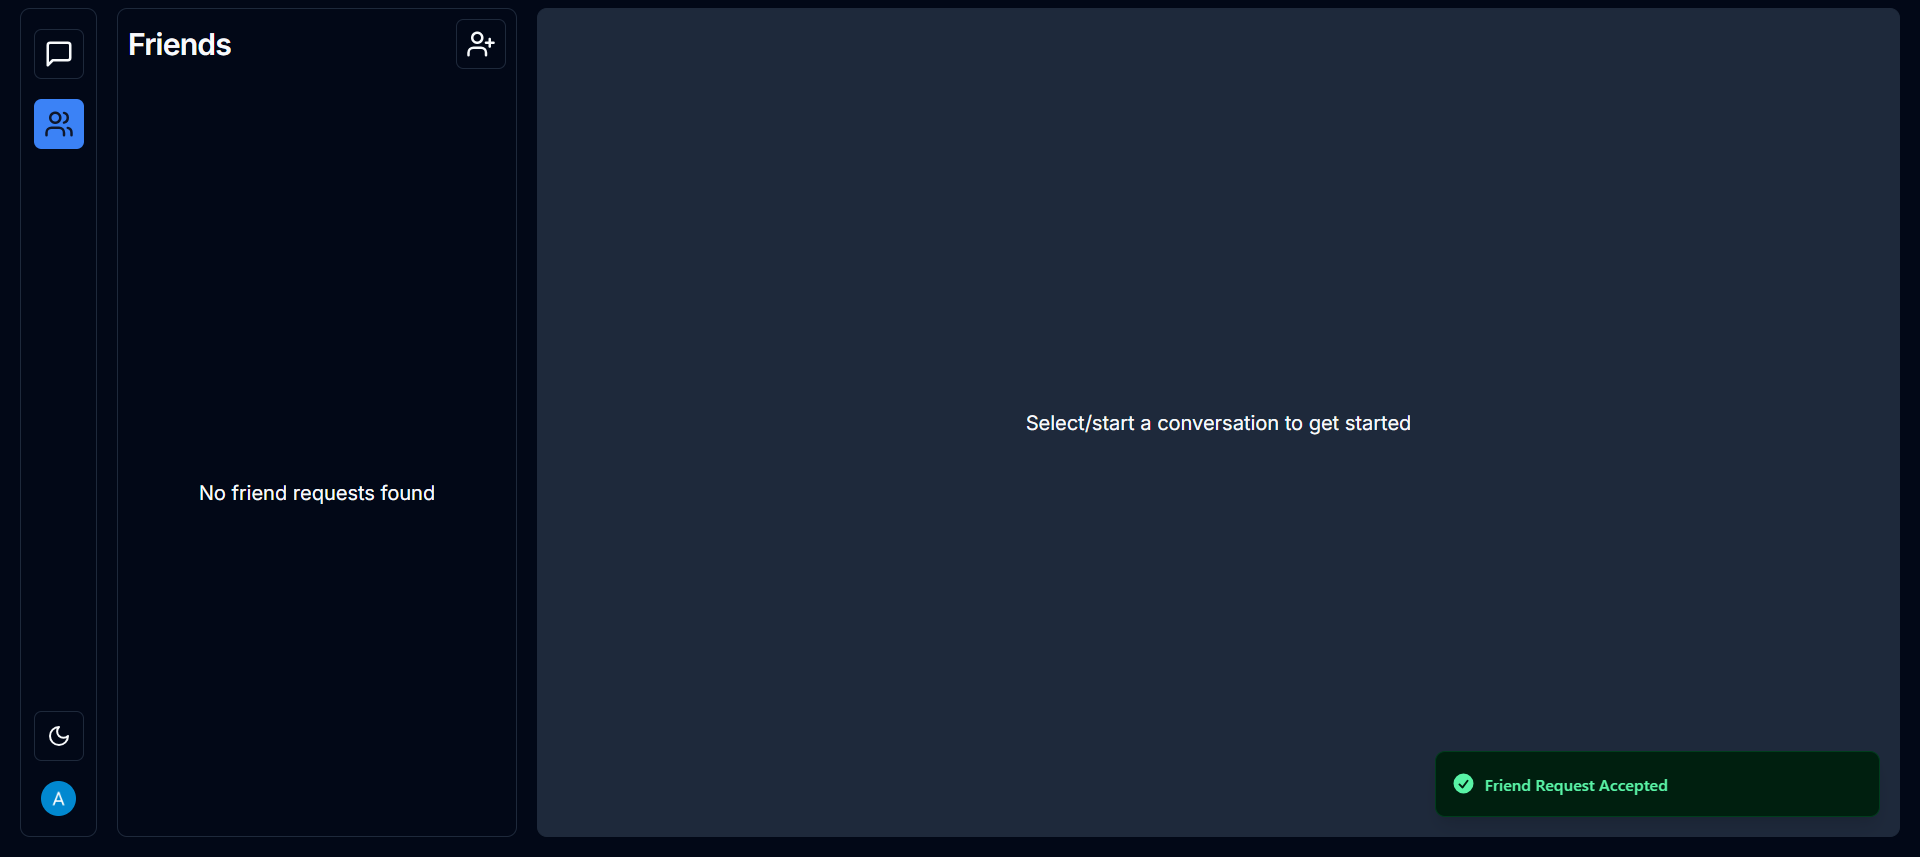 Friends
No friend requests found
Select/start a conversation to get started
Friend Request Accepted
A